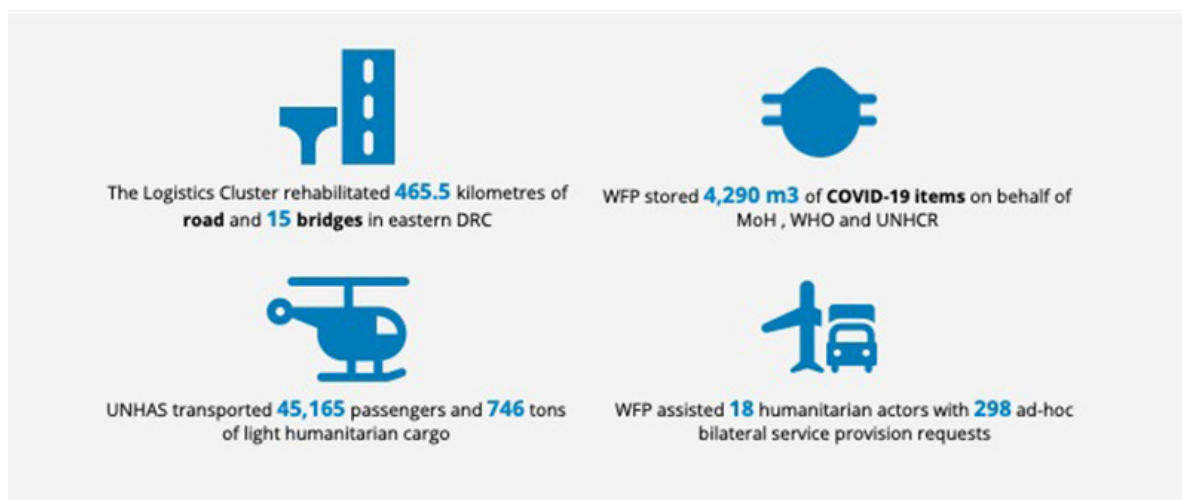 The Logistics Cluster rehabilitated 465.5 kilometres of
road and 15 bridges in eastern DRC
WFP stored 4,290 m3 of COVID-19 items on behalf of
MoH , WHO and UNHCR
UNHAS transported 45,165 passengers and 746 tons
of light humanitarian cargo
WFP assisted 18 humanitarian actors with 298 ad-hoc
bilateral service provision requests